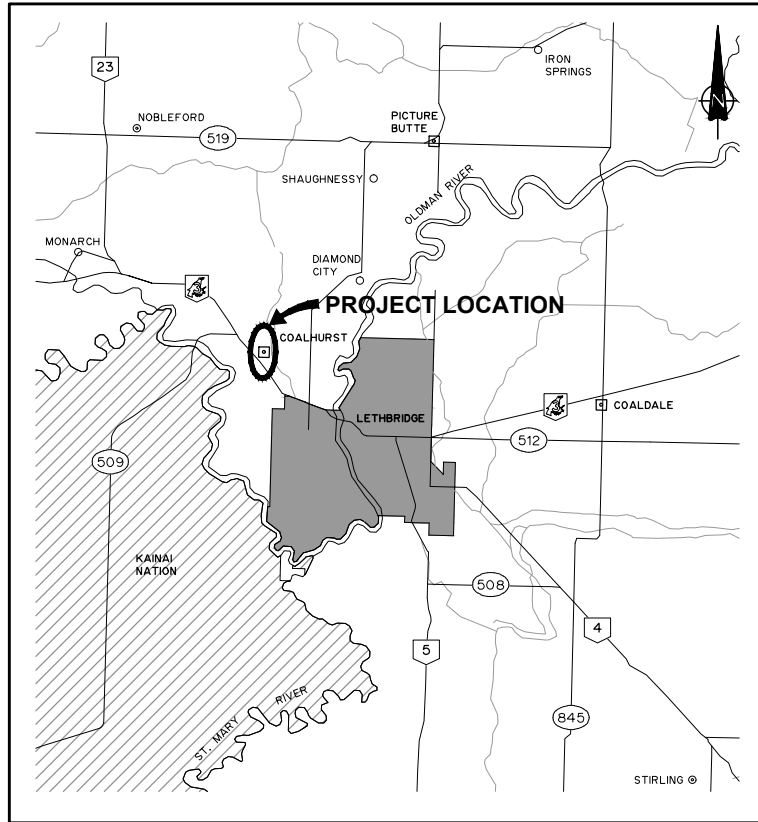 23
IRON
SPRINGS
NOBLEFORD
519
PICTURE
BUTTE
N
SHAUGHNESSY
OLDMAN RIVER
MONARCH
DIAMOND
CITY
PROJECT LOCATION
COALHURST
LETHBRIDGE
COALDALE
512
509
KAINAI
NATION
508
5
4
ST. MARY RIVER
845
STIRLING